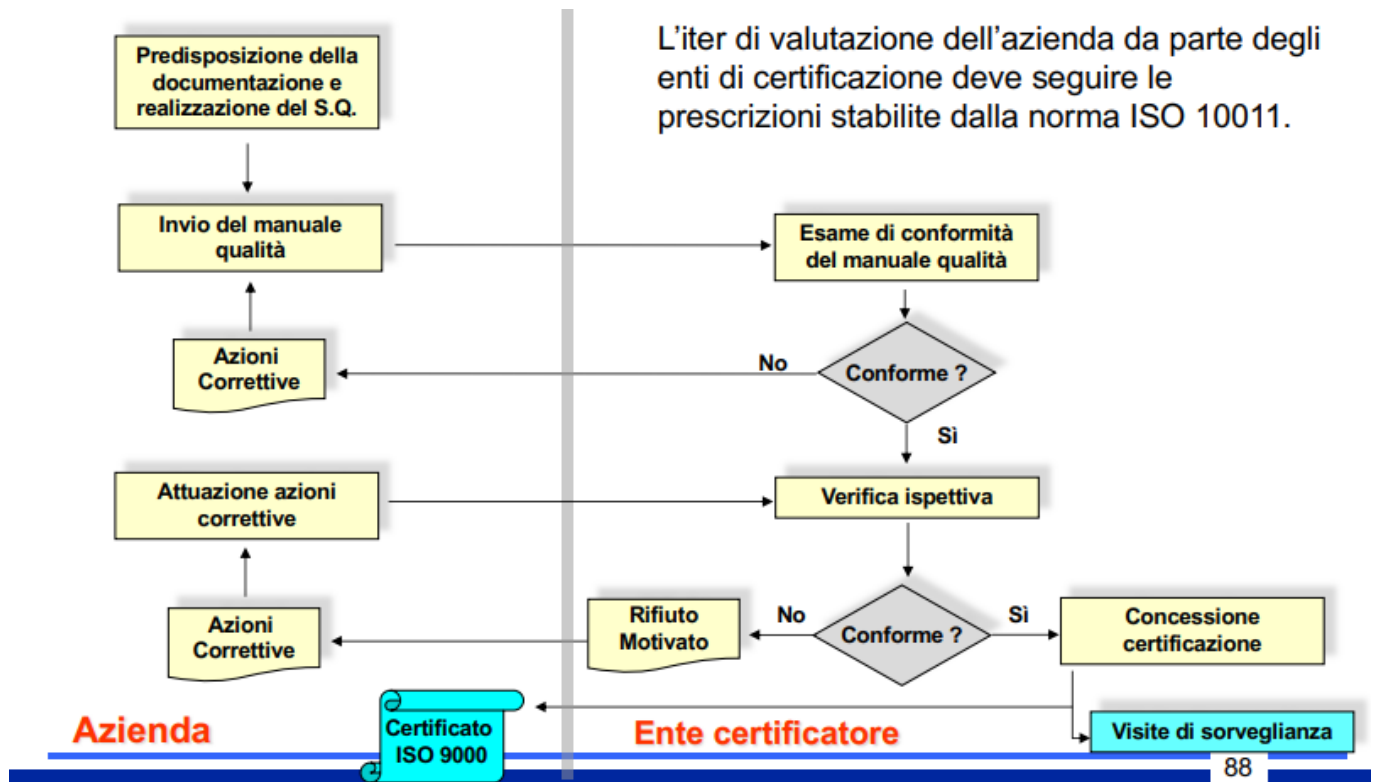 Predisposizione della
documentazione e
realizzazione del S.Q.
L'iter di valutazione dell'azienda da parte degli
enti di certificazione deve seguire le
prescrizioni stabilite dalla norma ISO 10011.
Invio del manuale
qualità
Esame di conformità
del manuale qualità
Azioni
Correttive
No
Conforme ?
Sì
Attuazione azioni
correttive
Verifica ispettiva
Azioni
Correttive
Rifiuto
Motivato
No
Conforme ?
Sì
Concessione
certificazione
Azienda
Certificato
ISO 9000
Ente certificatore
Visite di sorveglianza
88